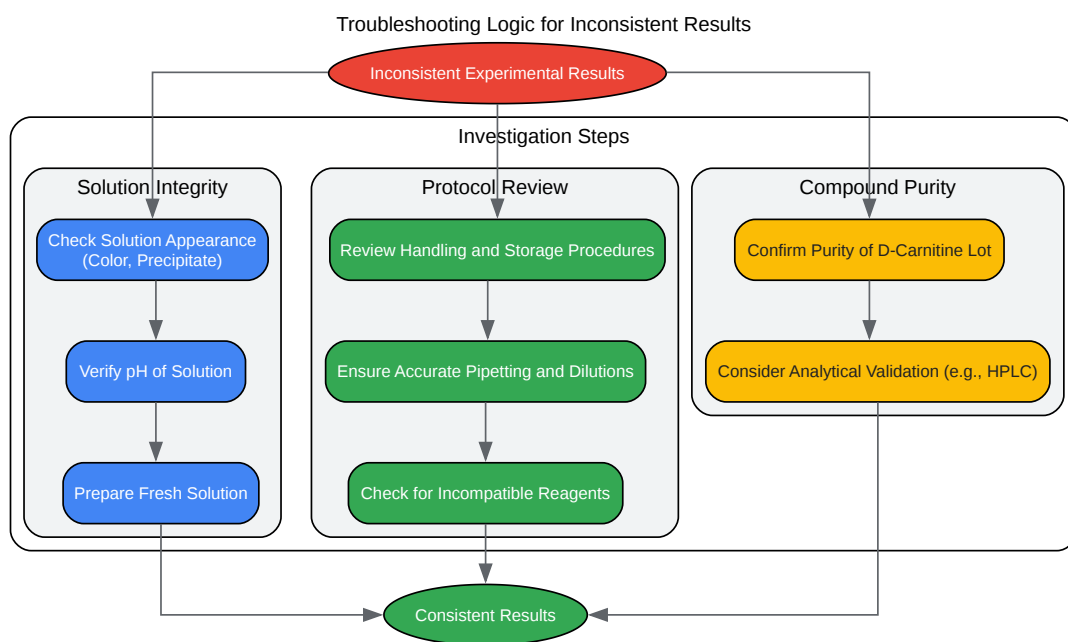 Troubleshooting Logic for Inconsistent Results
Inconsistent Experimental Results
Investigation Steps
Solution Integrity
Check Solution Appearance
(Color, Precipitate)
Verify pH of Solution
Prepare Fresh Solution
Protocol Review
Review Handling and Storage Procedures
Ensure Accurate Pipetting and Dilutions
Check for Incompatible Reagents
Compound Purity
Confirm Purity of D-Carnitine Lot
Consider Analytical Validation (e.g., HPLC)
Consistent Results